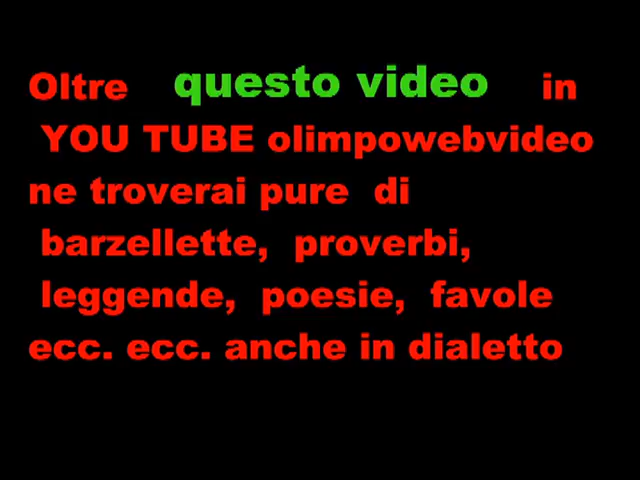 Oltre questo video in
YOU TUBE olimpowebvideo
ne troverai pure di
barzellette, proverbi,
leggende, poesie, favole
ecc. ecc. anche in dialetto